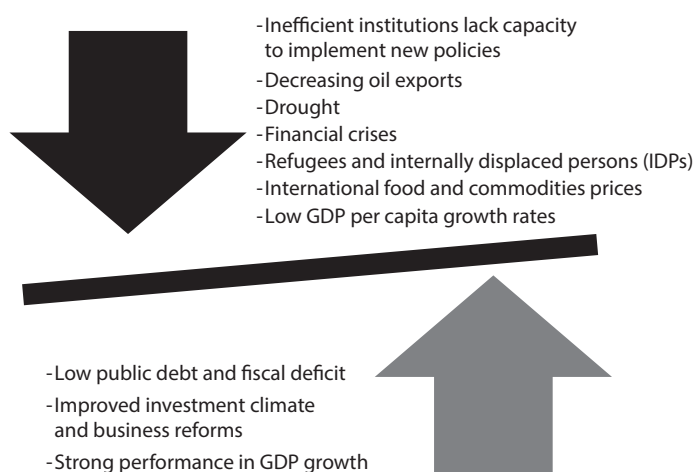 -Inefficient institutions lack capacity
to implement new policies
-Decreasing oil exports
-Drought
-Financial crises
-Refugees and internally displaced persons (IDPs)
-International food and commodities prices
-Low GDP per capita growth rates
-Low public debt and fiscal deficit
-Improved investment climate
and business reforms
-Strong performance in GDP growth